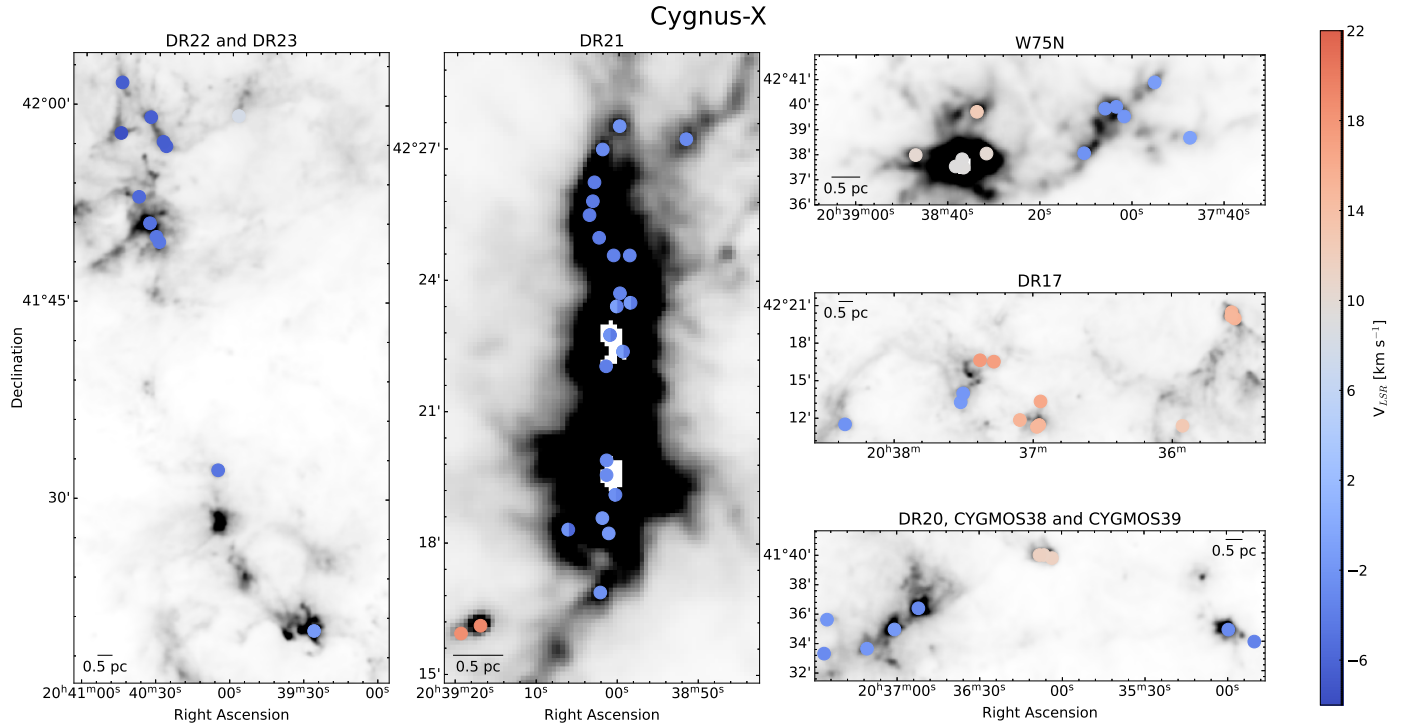 Cygnus-X
DR22 and DR23
42°00'
41°45'
30'
Declination
0.5 pc
20ʰ41ᵐ00ˢ 40ᵐ30ˢ 00ˢ 39ᵐ30ˢ 00ˢ
Right Ascension
DR21
42°27'
24'
21'
18'
15'
0.5 pc
20ʰ39ᵐ20ˢ 10ˢ 00ˢ 38ᵐ50ˢ
Right Ascension
W75N
42°41'
40'
39'
38'
37'
36'
0.5 pc
20ʰ39ᵐ00ˢ 38ᵐ40ˢ 20ˢ 00ˢ 37ᵐ40ˢ
DR17
42°21'
18'
15'
12'
0.5 pc
20ʰ38ᵐ 37ᵐ 36ᵐ
DR20, CYGMOS38 and CYGMOS39
41°40'
38'
36'
34'
32'
0.5 pc
20ʰ37ᵐ00ˢ 36ᵐ30ˢ 00ˢ 35ᵐ30ˢ 00ˢ
Right Ascension
22
18
14
10
6
2
−2
−6
V_LSR [km s⁻¹]